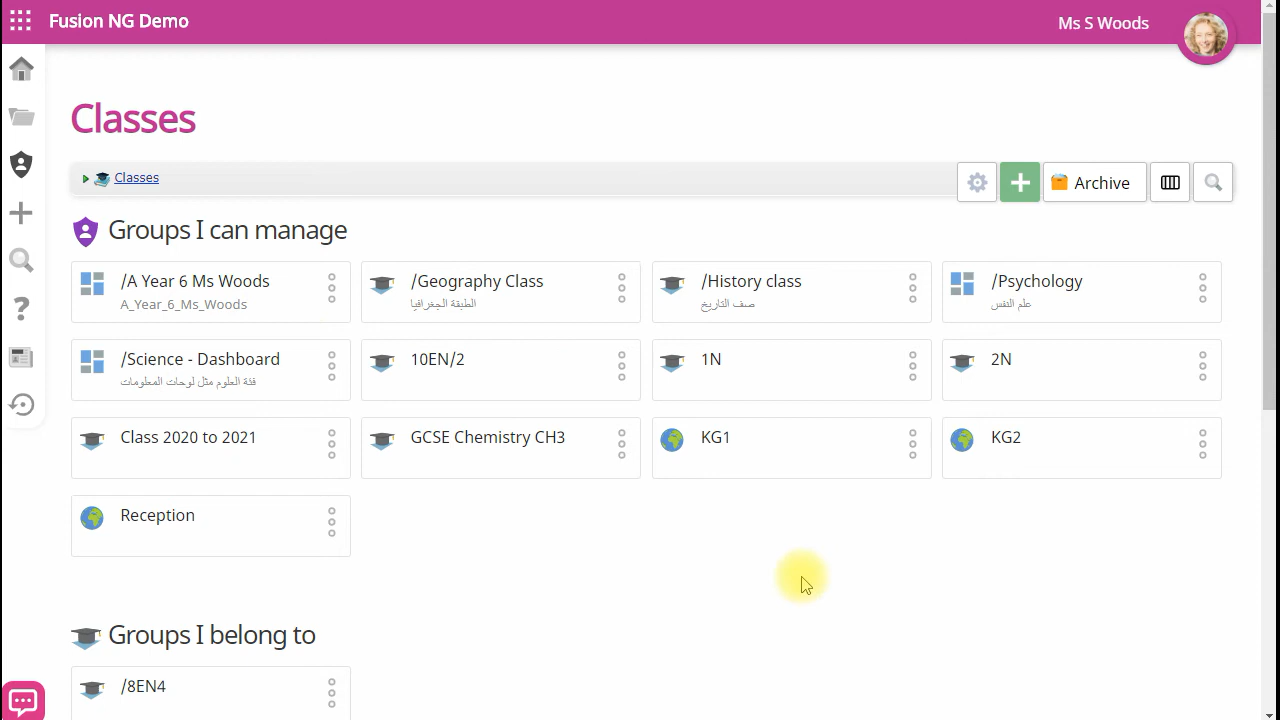 Fusion NG Demo
Ms S Woods
Classes
Classes
Archive
Groups I can manage
/A Year 6 Ms Woods
A_Year_6_Ms_Woods
/Geography Class
الطبقة الجغرافيا
/History class
صف التاريخ
/Psychology
علم النفس
/Science - Dashboard
فئة العلوم مثل لوحات المعلومات
10EN/2
1N
2N
Class 2020 to 2021
GCSE Chemistry CH3
KG1
KG2
Reception
Groups I belong to
/8EN4